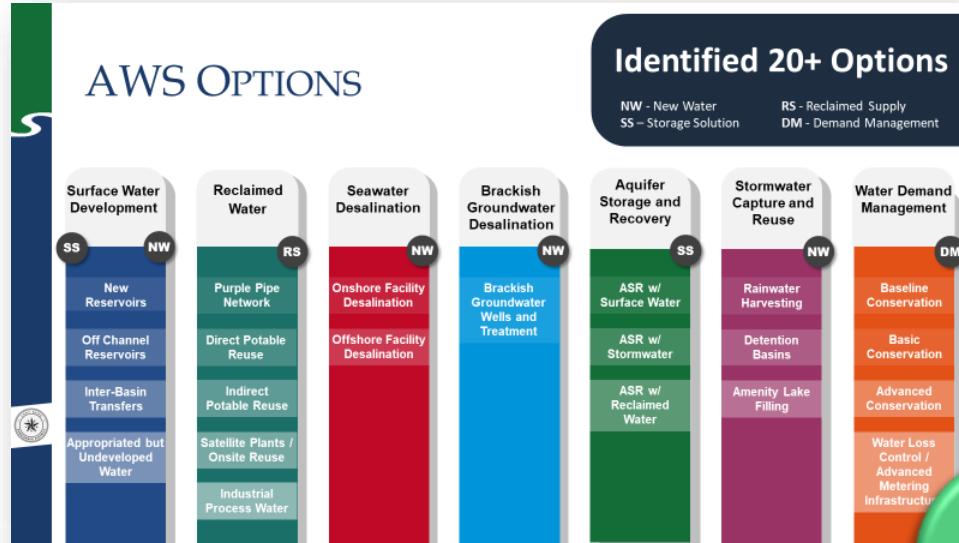 AWS OPTIONS
Identified 20+ Options
NW - New Water
RS - Reclaimed Supply
SS – Storage Solution
DM - Demand Management
Surface Water
Development
SS
NW
New
Reservoirs
Off Channel
Reservoirs
Inter-Basin
Transfers
Appropriated but
Undeveloped
Water
Reclaimed
Water
RS
Purple Pipe
Network
Direct Potable
Reuse
Indirect
Potable Reuse
Satellite Plants /
Onsite Reuse
Industrial
Process Water
Seawater
Desalination
NW
Onshore Facility
Desalination
Offshore Facility
Desalination
Brackish
Groundwater
Desalination
NW
Brackish
Groundwater
Wells and
Treatment
Aquifer
Storage and
Recovery
SS
ASR w/
Surface Water
ASR w/
Stormwater
ASR w/
Reclaimed
Water
Stormwater
Capture and
Reuse
NW
Rainwater
Harvesting
Detention
Basins
Amenity Lake
Filling
Water Demand
Management
DM
Baseline
Conservation
Basic
Conservation
Advanced
Conservation
Water Loss
Control /
Advanced
Metering